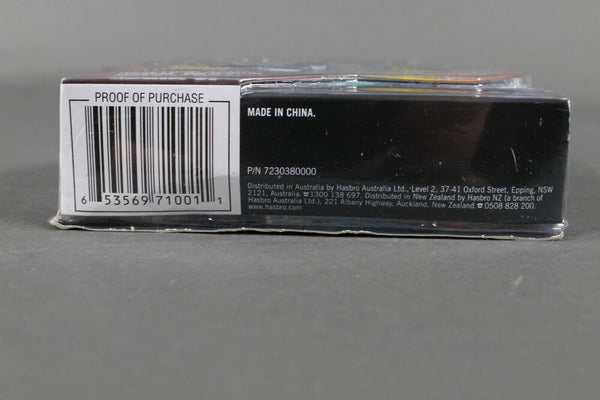 PROOF OF PURCHASE
6 53569 71001 1
MADE IN CHINA.
P/N 7230380000
Distributed in Australia by Hasbro Australia Ltd., Level 2, 37-41 Oxford Street, Epping, NSW
2121, Australia. ☎ 1300 138 697. Distributed in New Zealand by Hasbro NZ (a branch of
Hasbro Australia Ltd.), 221 Albany Highway, Auckland, New Zealand. ☎ 0508 828 200.
www.hasbro.com